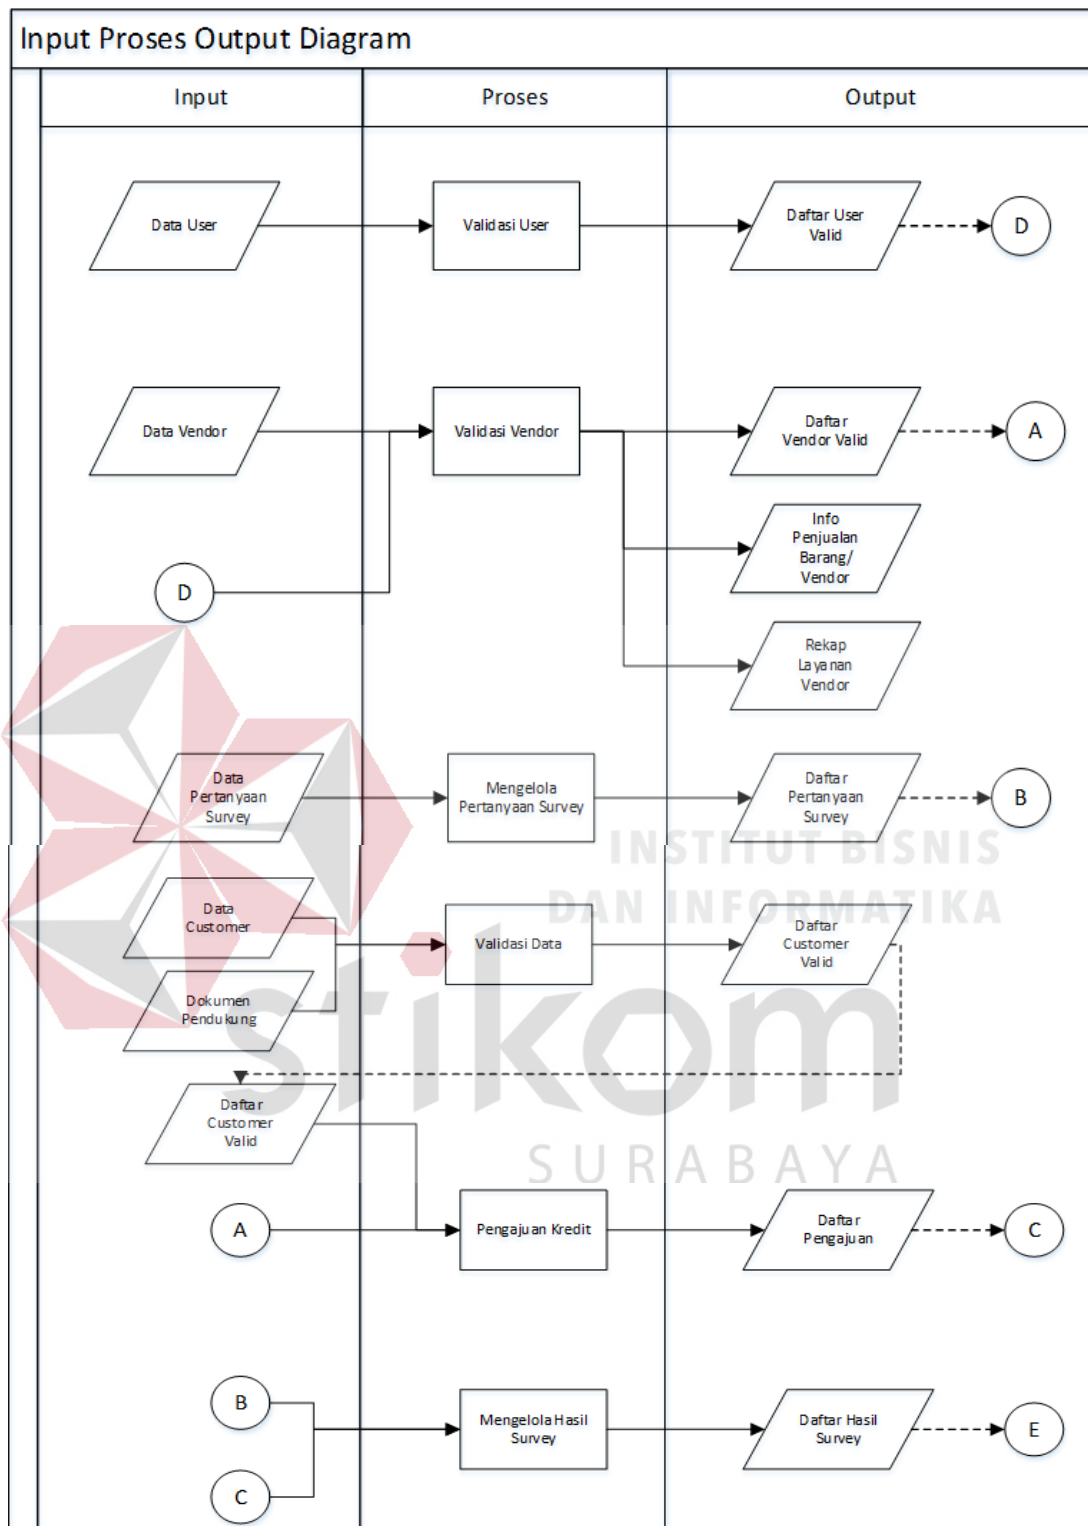 Input Proses Output Diagram
Input
Proses
Output
Data User
Validasi User
Daftar User
Valid
D
Data Vendor
Validasi Vendor
Daftar
Vendor Valid
A
Info
Penjualan
Barang/
Vendor
D
Rekap
Layanan
Vendor
Data
Pertanyaan
Survey
Mengelola
Pertanyaan Survey
Daftar
Pertanyaan
Survey
B
INSTITUT BISNIS
DAN INFORMATIKA
Data
Customer
Validasi Data
Daftar
Customer
Valid
Dokumen
Pendukung
stikom
SURABAYA
Daftar
Customer
Valid
A
Pengajuan Kredit
Daftar
Pengajuan
C
B
Mengelola Hasil
Survey
Daftar Hasil
Survey
E
C